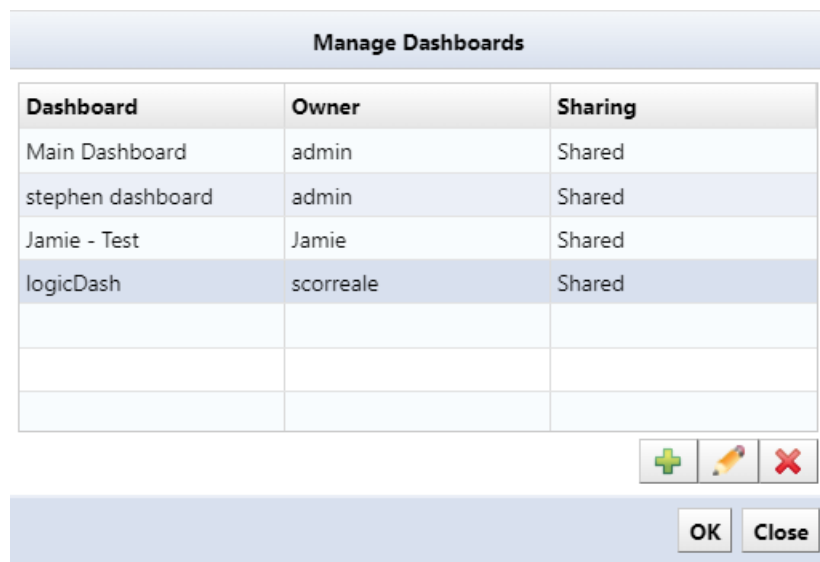 Manage Dashboards
Dashboard Owner Sharing
Main Dashboard admin Shared
stephen dashboard admin Shared
Jamie - Test Jamie Shared
logicDash scorreale Shared
OK Close